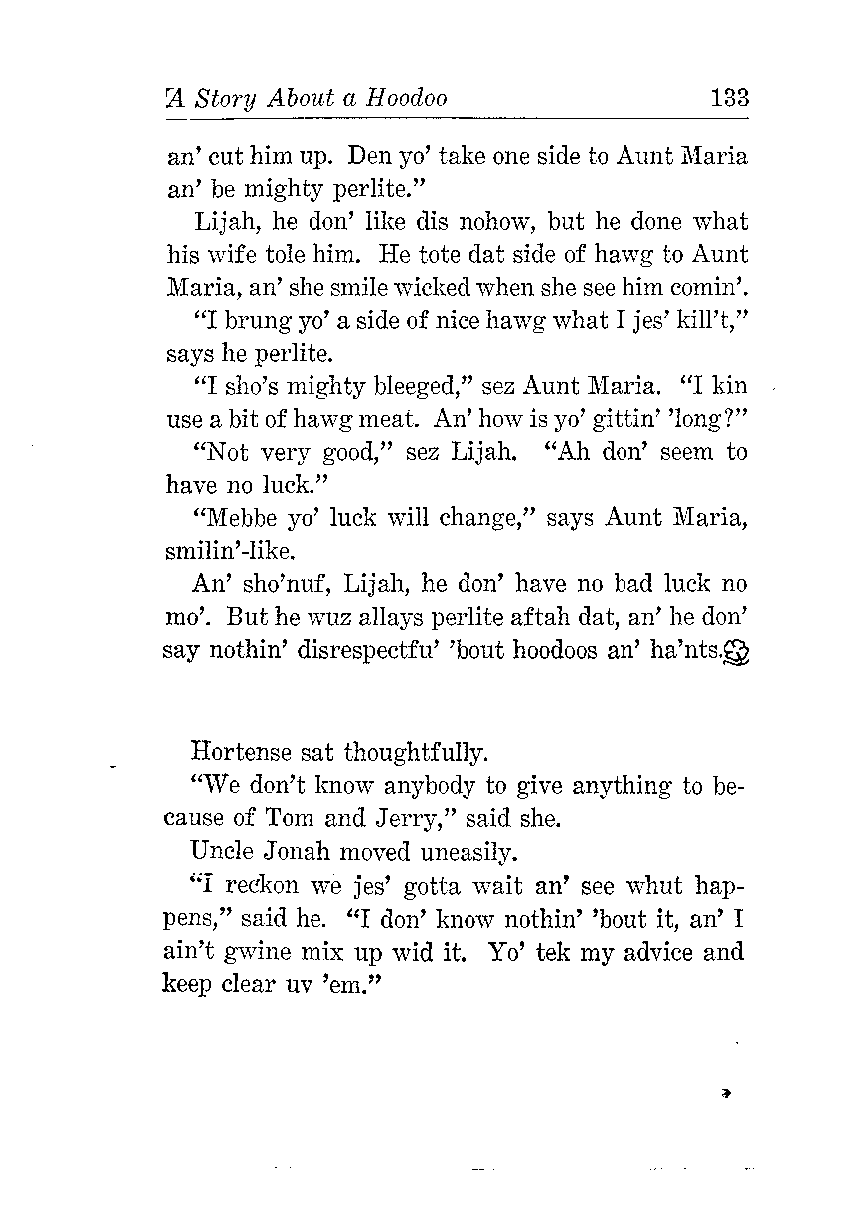 A Story About a Hoodoo 133
an’ cut him up. Den yo’ take one side to Aunt Maria
an’ be mighty perlite.”
Lijah, he don’ like dis nohow, but he done what
his wife tole him. He tote dat side of hawg to Aunt
Maria, an’ she smile wicked when she see him comin’.
“I brung yo’ a side of nice hawg what I jes’ kill’t,”
says he perlite.
“I sho’s mighty bleeged,” sez Aunt Maria. “I kin
use a bit of hawg meat. An’ how is yo’ gittin’ ’long?”
“Not very good,” sez Lijah. “Ah don’ seem to
have no luck.”
“Mebbe yo’ luck will change,” says Aunt Maria,
smilin’-like.
An’ sho’nuf, Lijah, he don’ have no bad luck no
mo’. But he wuz allays perlite aftah dat, an’ he don’
say nothin’ disrespectfu’ ’bout hoodoos an’ ha’nts.
Hortense sat thoughtfully.
“We don’t know anybody to give anything to be-
cause of Tom and Jerry,” said she.
Uncle Jonah moved uneasily.
“I reckon we jes’ gotta wait an’ see whut hap-
pens,” said he. “I don’ know nothin’ ’bout it, an’ I
ain’t gwine mix up wid it. Yo’ tek my advice and
keep clear uv ’em.”